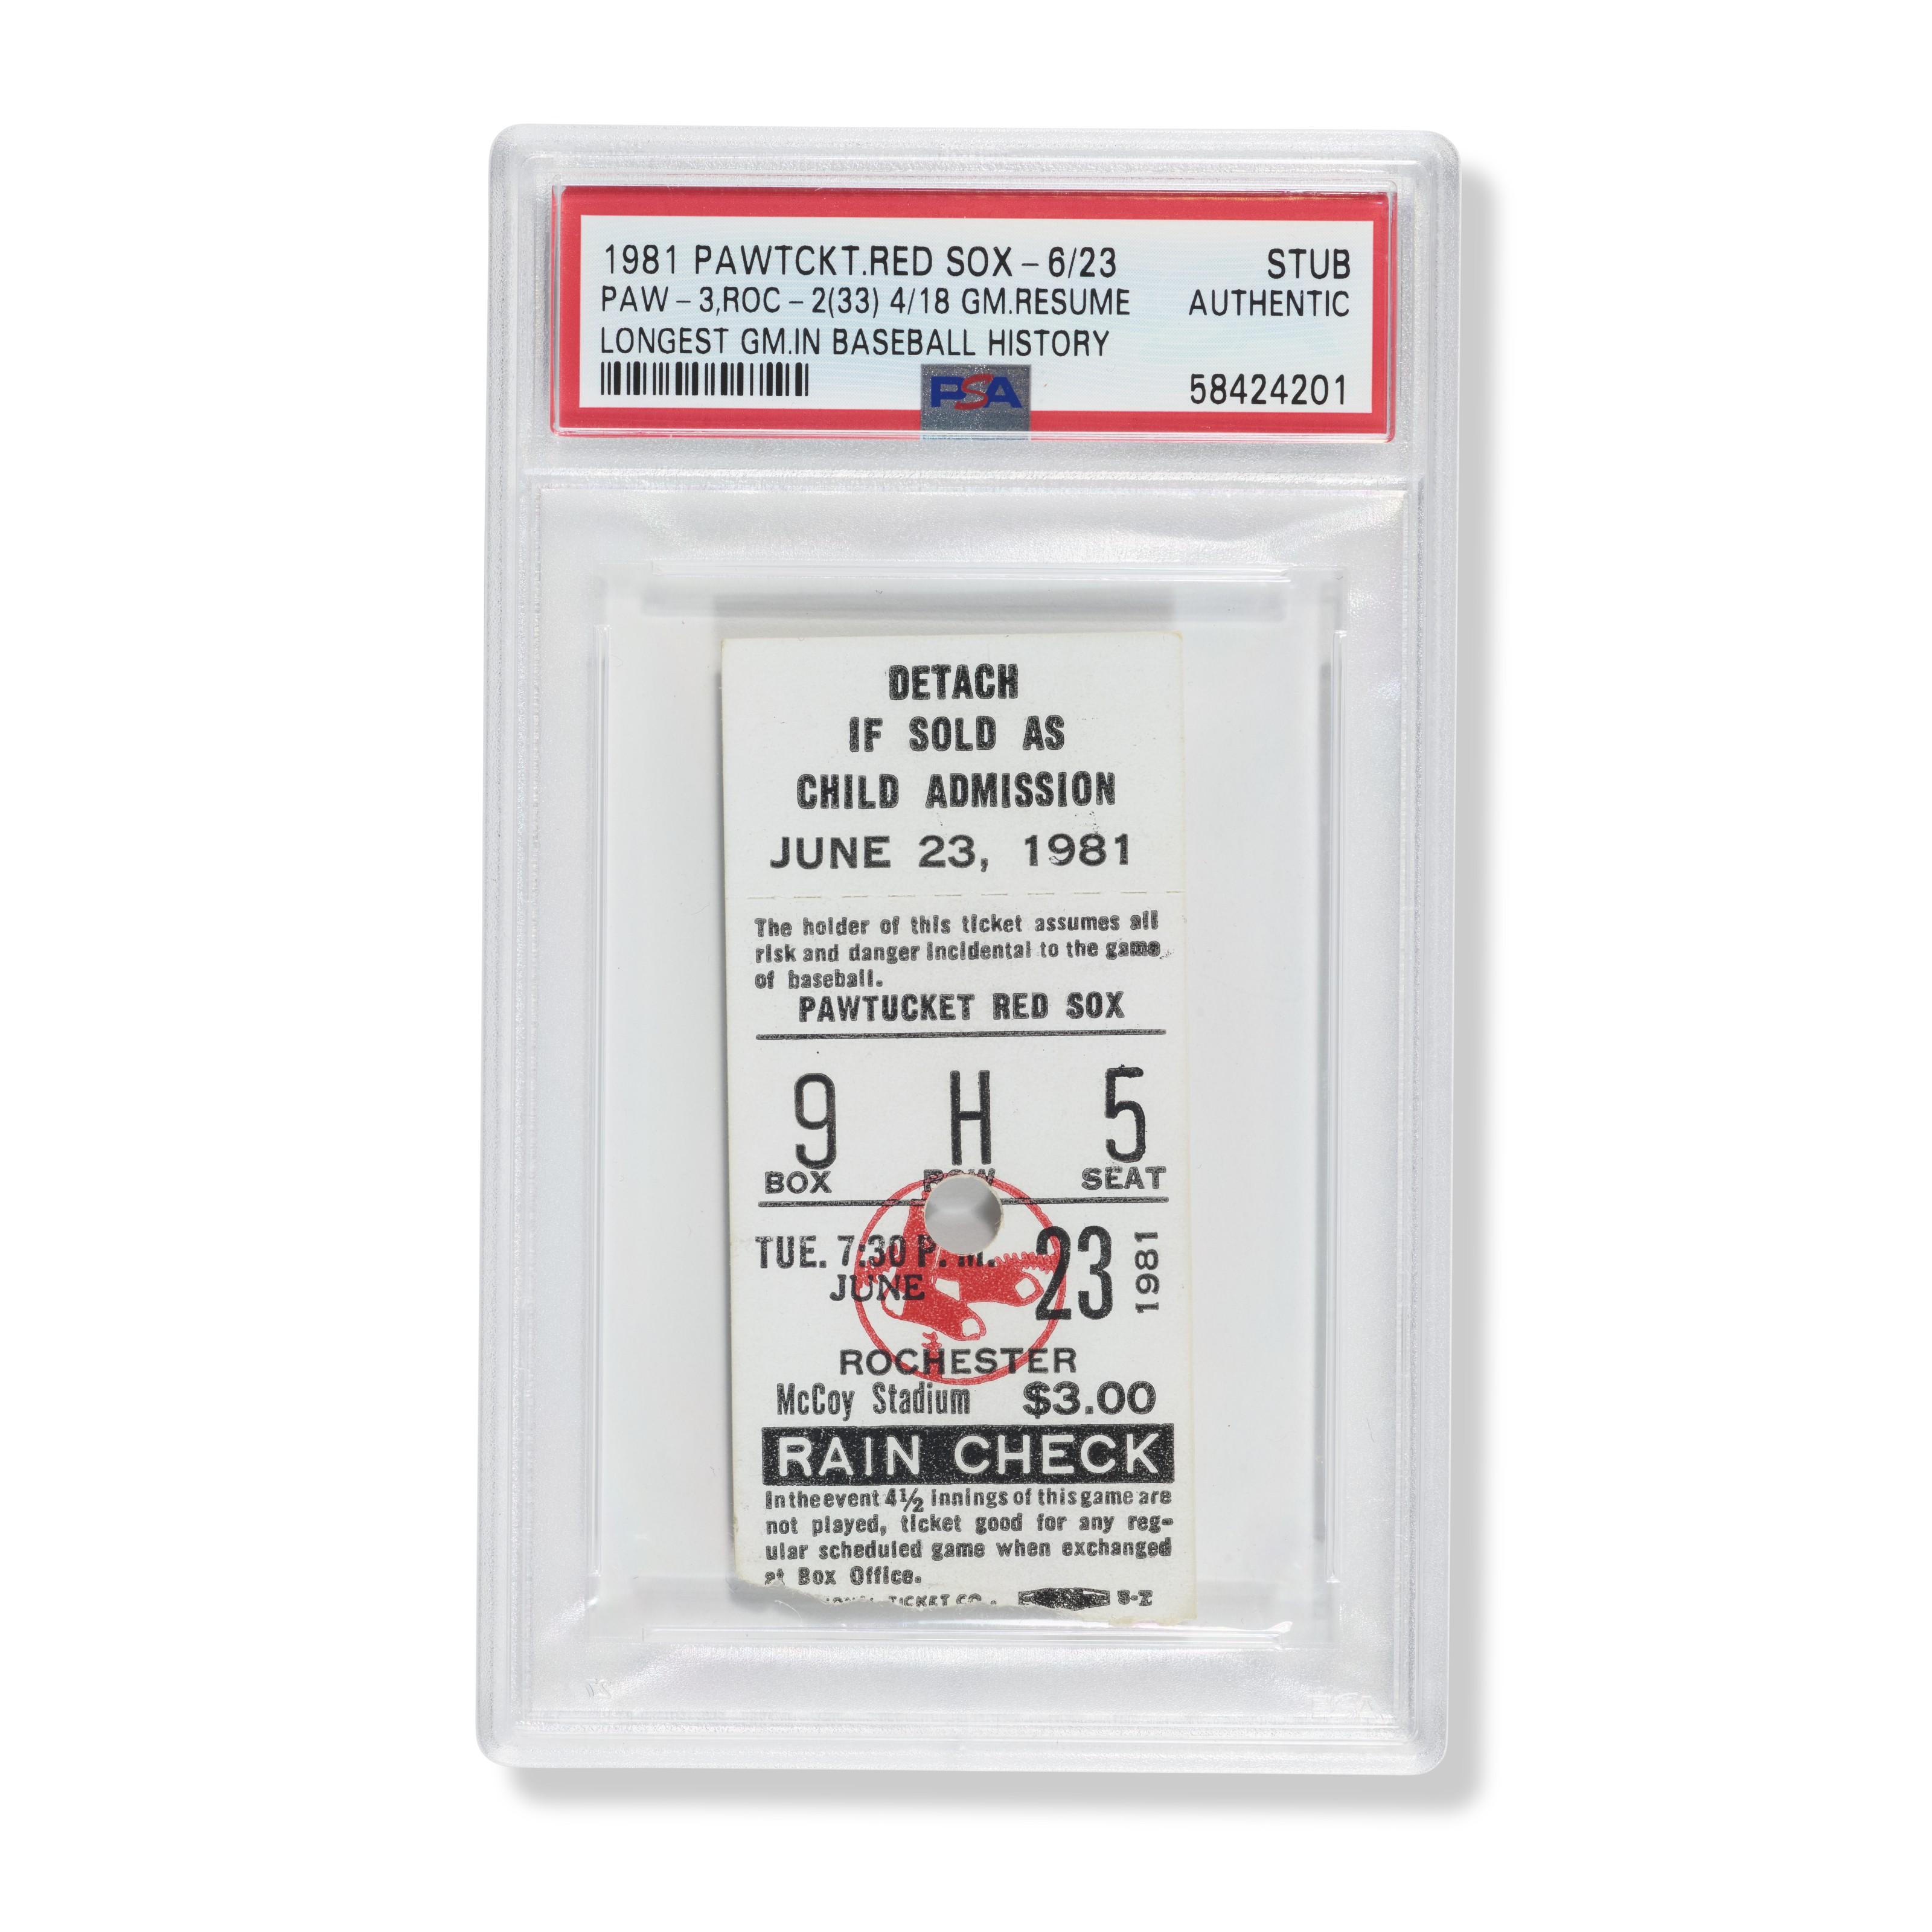 1981 PAWTCKT.RED SOX - 6/23 STUB
PAW - 3,ROC - 2(33) 4/18 GM.RESUME AUTHENTIC
LONGEST GM.IN BASEBALL HISTORY
PSA 58424201
DETACH
IF SOLD AS
CHILD ADMISSION
JUNE 23, 1981
The holder of this ticket assumes all
risk and danger incidental to the game
of baseball.
PAWTUCKET RED SOX
9 H 5
BOX ROW SEAT
TUE. 7:30 P.M.
JUNE 23 1981
ROCHESTER
McCoy Stadium $3.00
RAIN CHECK
In the event 4½ innings of this game are
not played, ticket good for any reg-
ular scheduled game when exchanged
at Box Office.
TICKET CO.